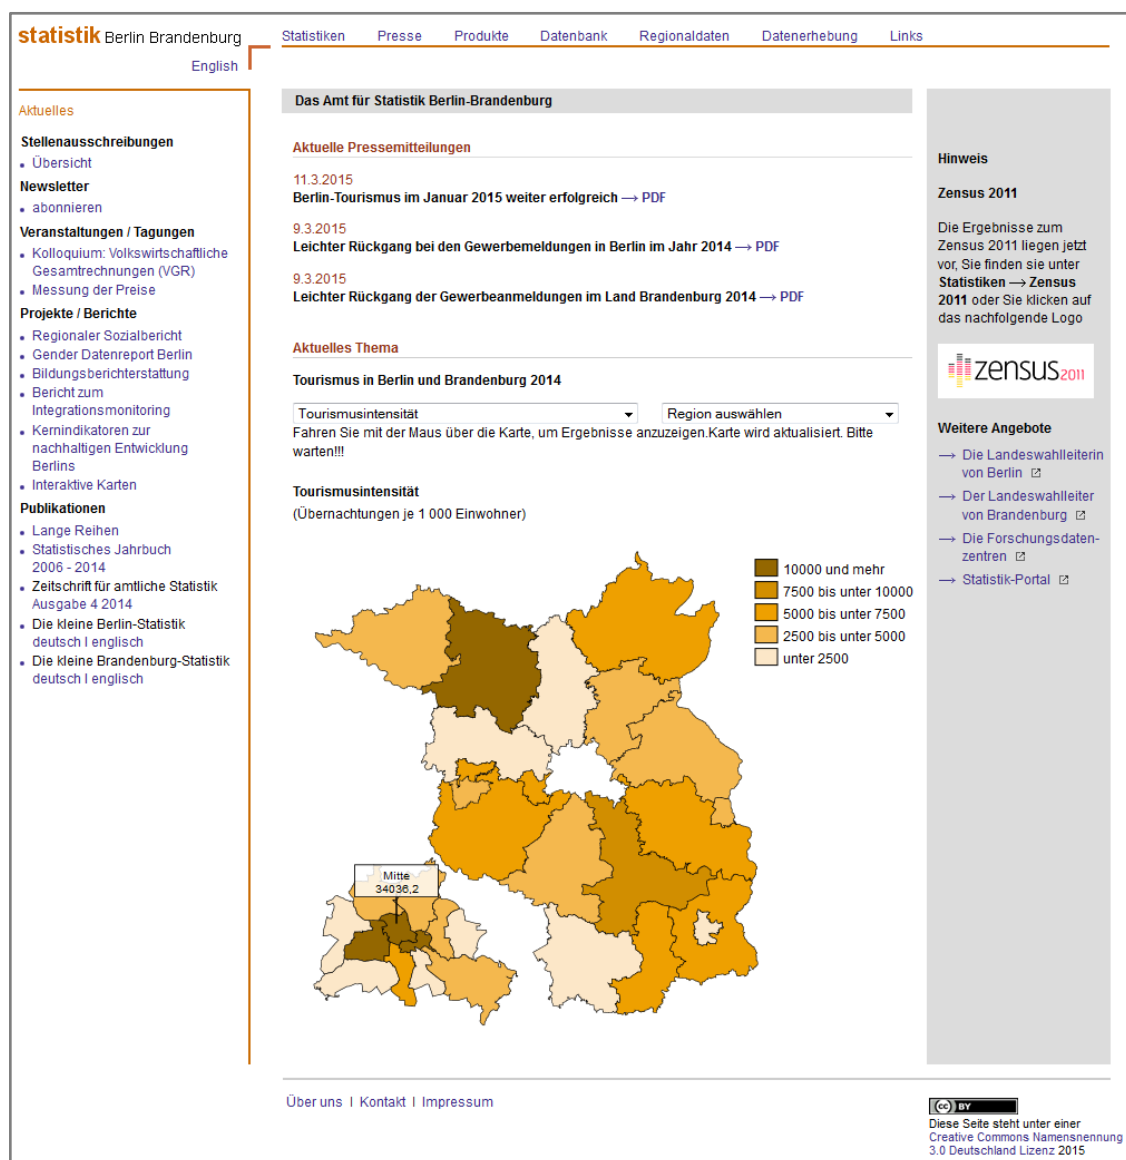 statistik Berlin Brandenburg
English
Statistiken Presse Produkte Datenbank Regionaldaten Datenerhebung Links
Aktuelles
Stellenausschreibungen
Übersicht
Newsletter
abonnieren
Veranstaltungen / Tagungen
Kolloquium: Volkswirtschaftliche
Gesamtrechnungen (VGR)
Messung der Preise
Projekte / Berichte
Regionaler Sozialbericht
Gender Datenreport Berlin
Bildungsberichterstattung
Bericht zum
Integrationsmonitoring
Kernindikatoren zur
nachhaltigen Entwicklung
Berlins
Interaktive Karten
Publikationen
Lange Reihen
Statistisches Jahrbuch
2006 - 2014
Zeitschrift für amtliche Statistik
Ausgabe 4 2014
Die kleine Berlin-Statistik
deutsch I englisch
Die kleine Brandenburg-Statistik
deutsch I englisch
Das Amt für Statistik Berlin-Brandenburg
Aktuelle Pressemitteilungen
11.3.2015
Berlin-Tourismus im Januar 2015 weiter erfolgreich → PDF
9.3.2015
Leichter Rückgang bei den Gewerbemeldungen in Berlin im Jahr 2014 → PDF
9.3.2015
Leichter Rückgang der Gewerbeanmeldungen im Land Brandenburg 2014 → PDF
Aktuelles Thema
Tourismus in Berlin und Brandenburg 2014
Tourismusintensität Region auswählen
Fahren Sie mit der Maus über die Karte, um Ergebnisse anzuzeigen.Karte wird aktualisiert. Bitte
warten!!!
Tourismusintensität
(Übernachtungen je 1 000 Einwohner)
10000 und mehr
7500 bis unter 10000
5000 bis unter 7500
2500 bis unter 5000
unter 2500
Mitte
34036,2
Hinweis
Zensus 2011
Die Ergebnisse zum
Zensus 2011 liegen jetzt
vor, Sie finden sie unter
Statistiken → Zensus
2011 oder Sie klicken auf
das nachfolgende Logo
zensus 2011
Weitere Angebote
→ Die Landeswahlleiterin
von Berlin
→ Der Landeswahlleiter
von Brandenburg
→ Die Forschungsdaten-
zentren
→ Statistik-Portal
Über uns I Kontakt I Impressum
cc BY
Diese Seite steht unter einer
Creative Commons Namensnennung
3.0 Deutschland Lizenz 2015